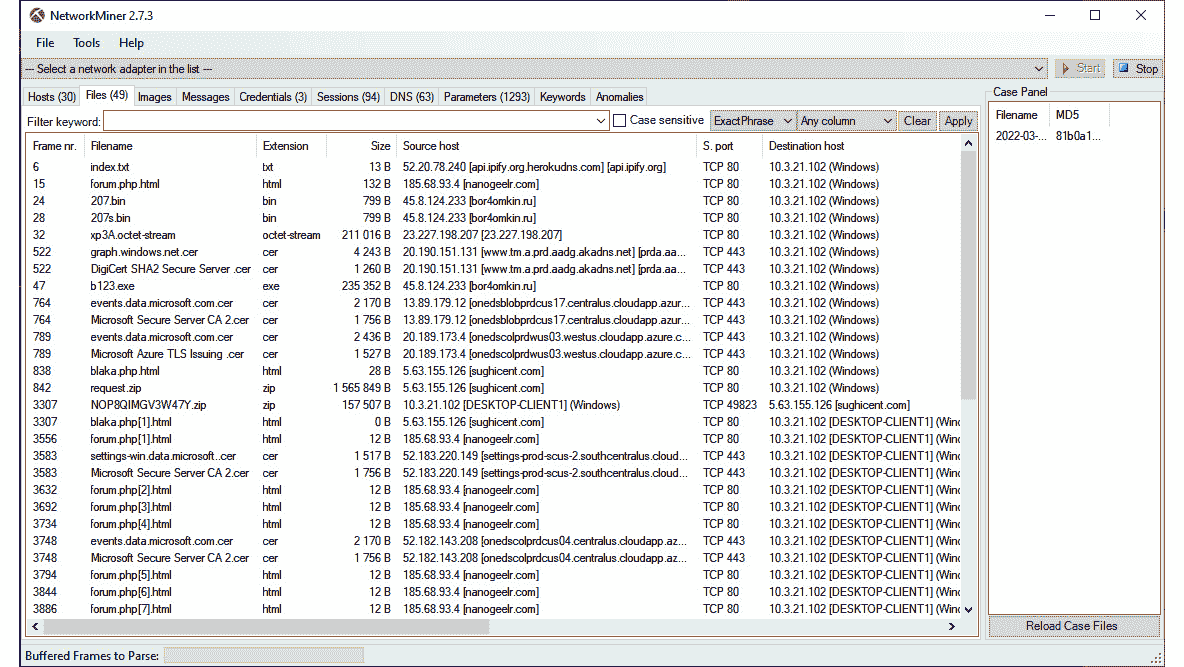 NetworkMiner 2.7.3
File Tools Help
--- Select a network adapter in the list ---
Start Stop
Hosts (30) Files (49) Images Messages Credentials (3) Sessions (94) DNS (63) Parameters (1293) Keywords Anomalies
Case Panel
Filter keyword: Case sensitive ExactPhrase Any column Clear Apply
Filename MD5
2022-03-... 81b0a1...
Frame nr. Filename Extension Size Source host S. port Destination host
6 index.txt txt 13 B 52.20.78.240 [api.ipify.org.herokudns.com] [api.ipify.org] TCP 80 10.3.21.102 (Windows)
15 forum.php.html html 132 B 185.68.93.4 [nanogeelr.com] TCP 80 10.3.21.102 (Windows)
24 207.bin bin 799 B 45.8.124.233 [bor4omkin.ru] TCP 80 10.3.21.102 (Windows)
28 207s.bin bin 799 B 45.8.124.233 [bor4omkin.ru] TCP 80 10.3.21.102 (Windows)
32 xp3A.octet-stream octet-stream 211 016 B 23.227.198.207 [23.227.198.207] TCP 80 10.3.21.102 (Windows)
522 graph.windows.net.cer cer 4 243 B 20.190.151.131 [www.tm.a.prd.aadg.akadns.net] [prda.aa... TCP 443 10.3.21.102 (Windows)
522 DigiCert SHA2 Secure Server .cer cer 1 260 B 20.190.151.131 [www.tm.a.prd.aadg.akadns.net] [prda.aa... TCP 443 10.3.21.102 (Windows)
47 b123.exe exe 235 352 B 45.8.124.233 [bor4omkin.ru] TCP 80 10.3.21.102 (Windows)
764 events.data.microsoft.com.cer cer 2 170 B 13.89.179.12 [onedsblobprdcus17.centralus.cloudapp.azur... TCP 443 10.3.21.102 (Windows)
764 Microsoft Secure Server CA 2.cer cer 1 756 B 13.89.179.12 [onedsblobprdcus17.centralus.cloudapp.azur... TCP 443 10.3.21.102 (Windows)
789 events.data.microsoft.com.cer cer 2 436 B 20.189.173.4 [onedscolprdwus03.westus.cloudapp.azure.c... TCP 443 10.3.21.102 (Windows)
789 Microsoft Azure TLS Issuing .cer cer 1 527 B 20.189.173.4 [onedscolprdwus03.westus.cloudapp.azure.c... TCP 443 10.3.21.102 (Windows)
838 blaka.php.html html 28 B 5.63.155.126 [sughicent.com] TCP 80 10.3.21.102 (Windows)
842 request.zip zip 1 565 849 B 5.63.155.126 [sughicent.com] TCP 80 10.3.21.102 (Windows)
3307 NOP8QIMGV3W47Y.zip zip 157 507 B 10.3.21.102 [DESKTOP-CLIENT1] (Windows) TCP 49823 5.63.155.126 [sughicent.com]
3307 blaka.php[1].html html 0 B 5.63.155.126 [sughicent.com] TCP 80 10.3.21.102 [DESKTOP-CLIENT1] (Winc
3556 forum.php[1].html html 12 B 185.68.93.4 [nanogeelr.com] TCP 80 10.3.21.102 [DESKTOP-CLIENT1] (Winc
3583 settings-win.data.microsoft..cer cer 1 517 B 52.183.220.149 [settings-prod-scus-2.southcentralus.cloud... TCP 443 10.3.21.102 [DESKTOP-CLIENT1] (Winc
3583 Microsoft Secure Server CA 2.cer cer 1 756 B 52.183.220.149 [settings-prod-scus-2.southcentralus.cloud... TCP 443 10.3.21.102 [DESKTOP-CLIENT1] (Winc
3632 forum.php[2].html html 12 B 185.68.93.4 [nanogeelr.com] TCP 80 10.3.21.102 [DESKTOP-CLIENT1] (Winc
3692 forum.php[3].html html 12 B 185.68.93.4 [nanogeelr.com] TCP 80 10.3.21.102 [DESKTOP-CLIENT1] (Winc
3734 forum.php[4].html html 12 B 185.68.93.4 [nanogeelr.com] TCP 80 10.3.21.102 [DESKTOP-CLIENT1] (Winc
3748 events.data.microsoft.com.cer cer 2 170 B 52.182.143.208 [onedscolprdcus04.centralus.cloudapp.az... TCP 443 10.3.21.102 [DESKTOP-CLIENT1] (Winc
3748 Microsoft Secure Server CA 2.cer cer 1 756 B 52.182.143.208 [onedscolprdcus04.centralus.cloudapp.az... TCP 443 10.3.21.102 [DESKTOP-CLIENT1] (Winc
3794 forum.php[5].html html 12 B 185.68.93.4 [nanogeelr.com] TCP 80 10.3.21.102 [DESKTOP-CLIENT1] (Winc
3844 forum.php[6].html html 12 B 185.68.93.4 [nanogeelr.com] TCP 80 10.3.21.102 [DESKTOP-CLIENT1] (Winc
3886 forum.php[7].html html 12 B 185.68.93.4 [nanogeelr.com] TCP 80 10.3.21.102 [DESKTOP-CLIENT1] (Winc
Reload Case Files
Buffered Frames to Parse: